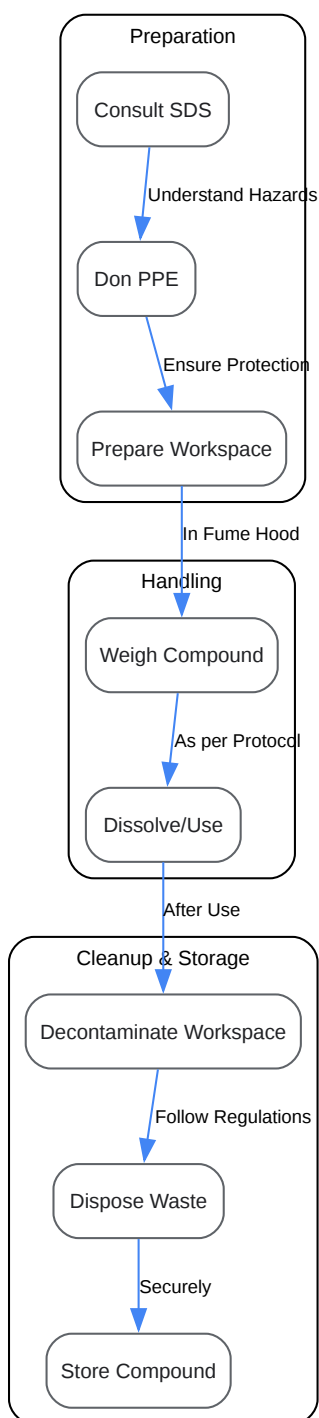 Preparation
Consult SDS
Understand Hazards
Don PPE
Ensure Protection
Prepare Workspace
In Fume Hood
Handling
Weigh Compound
As per Protocol
Dissolve/Use
After Use
Cleanup & Storage
Decontaminate Workspace
Follow Regulations
Dispose Waste
Securely
Store Compound